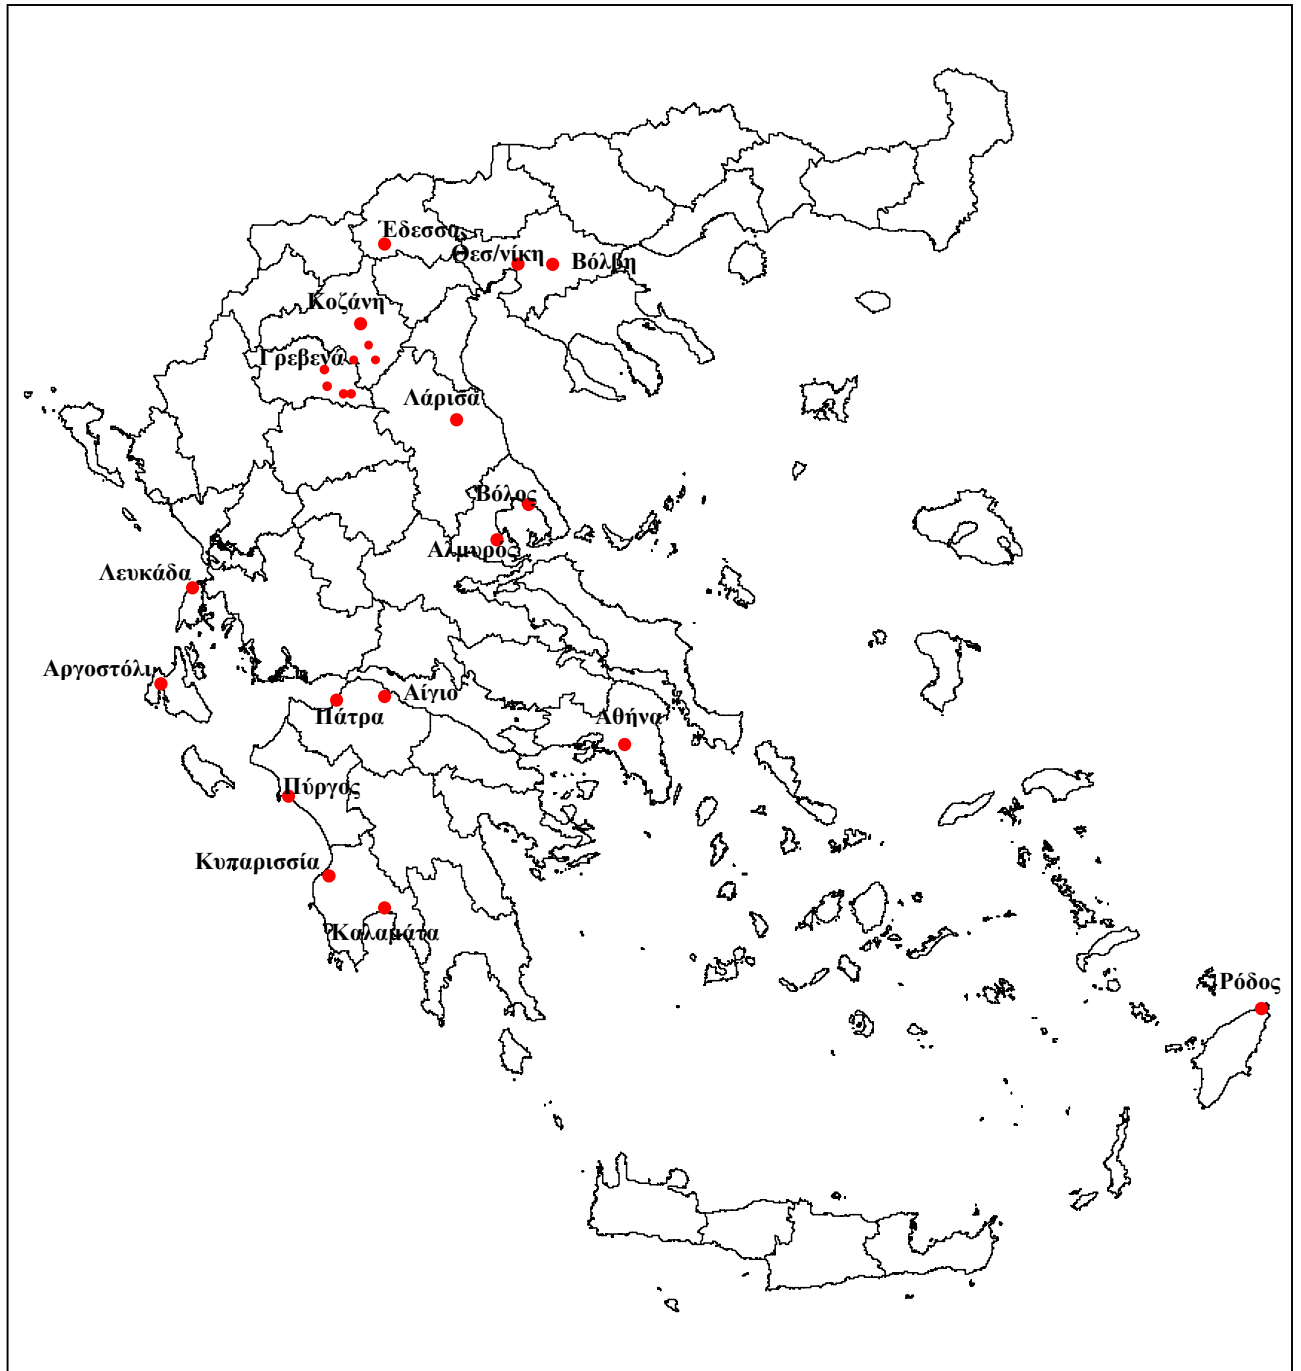 Έδεσσα
Θεσ/νίκη
Βόλβη
Κοζάνη
Γρεβενά
Λάρισα
Βόλος
Αλμυρός
Λευκάδα
Αργοστόλι
Αίγιο
Πάτρα
Αθήνα
Πύργος
Κυπαρισσία
Καλαμάτα
Ρόδος